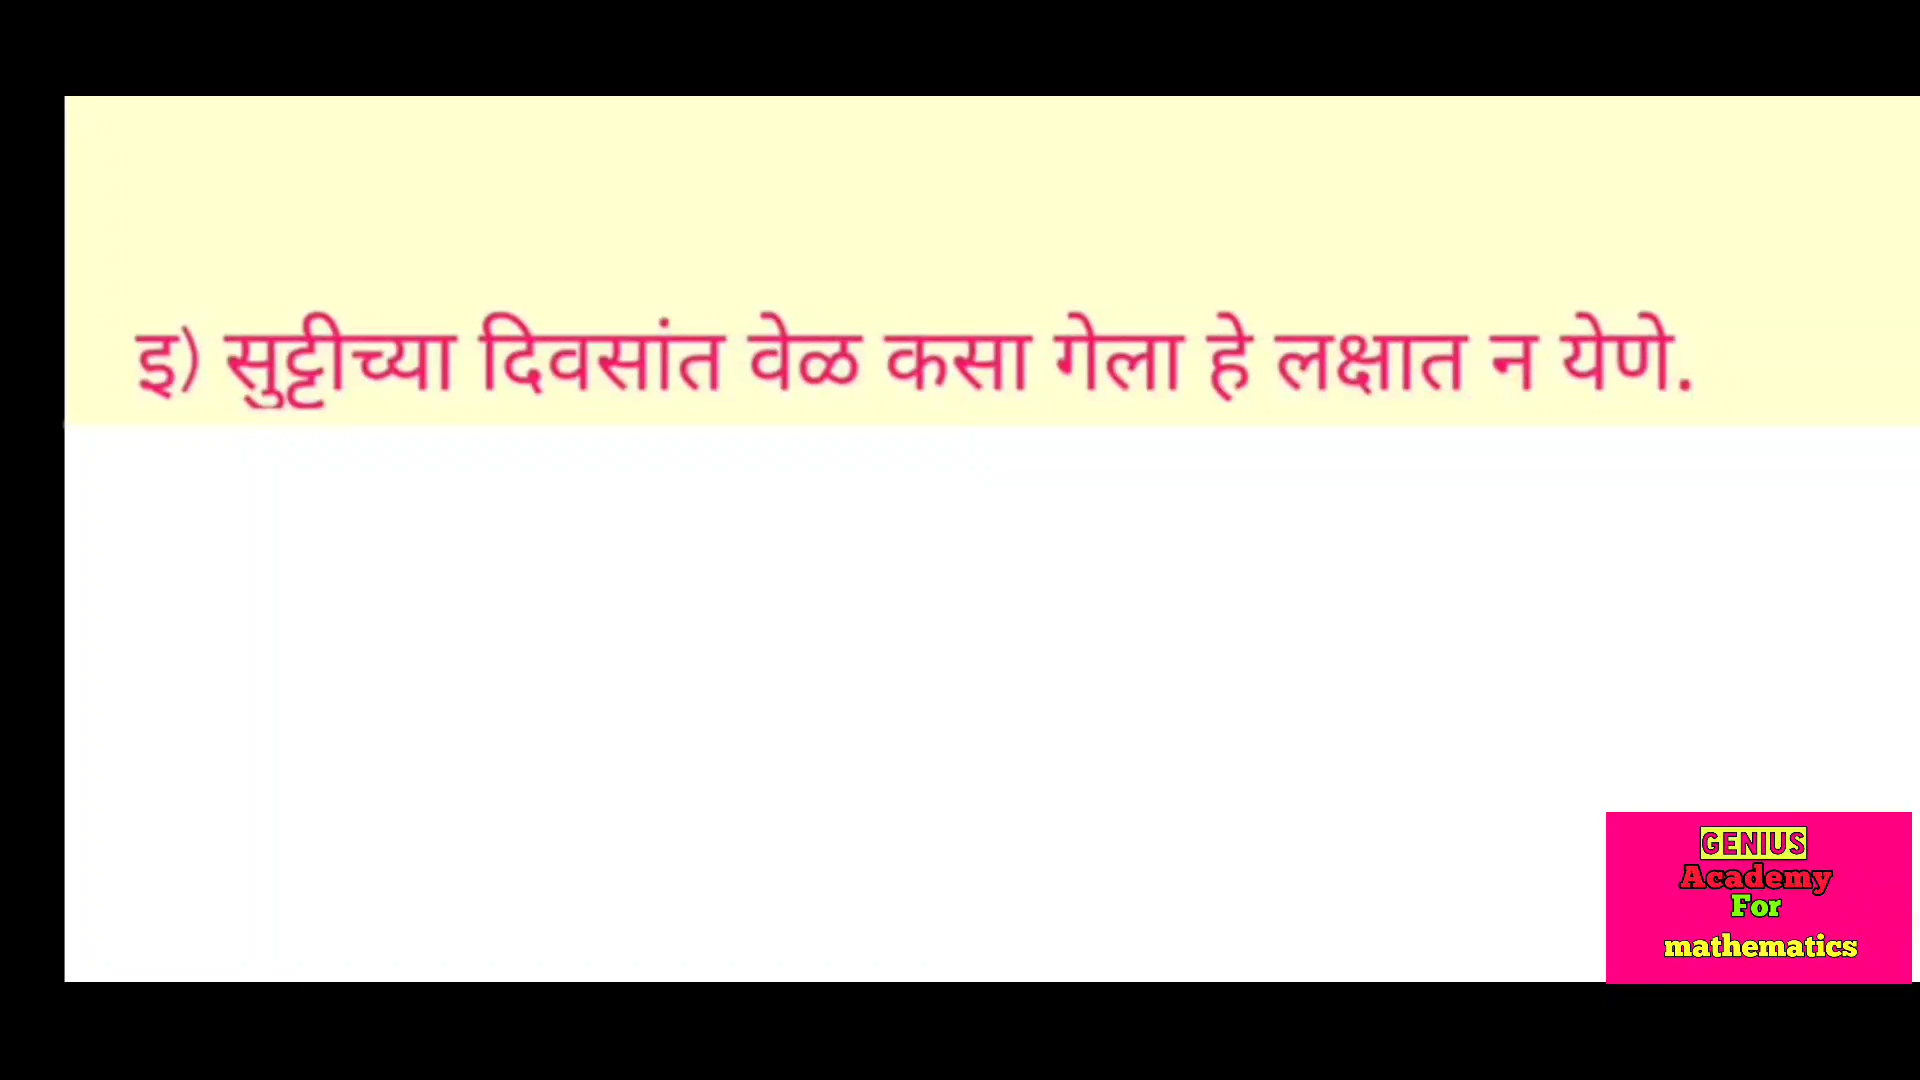 इ) सुट्टीच्या दिवसांत वेळ कसा गेला हे लक्षात न येणे.
GENIUS
Academy
For
mathematics